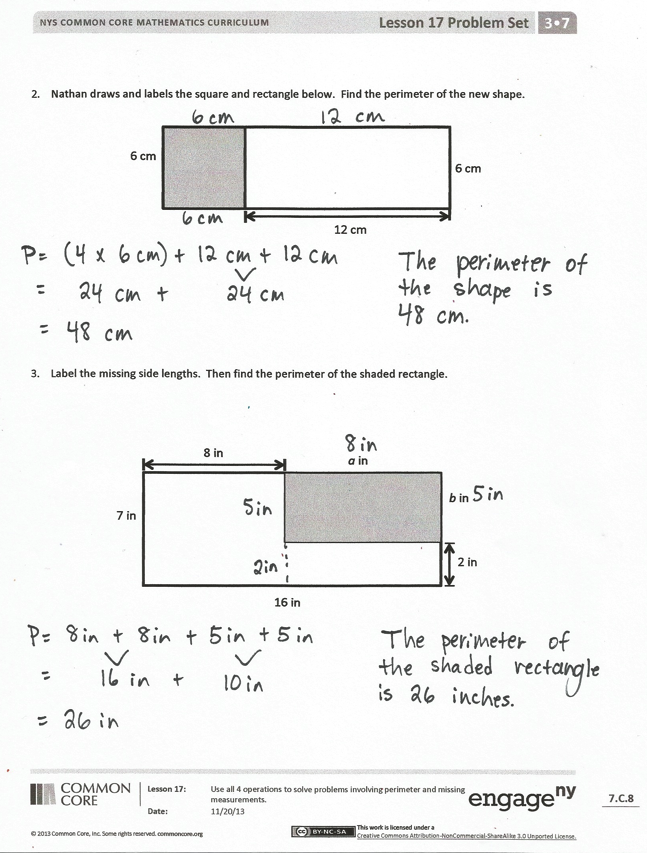 NYS COMMON CORE MATHEMATICS CURRICULUM
Lesson 17 Problem Set 3•7
2. Nathan draws and labels the square and rectangle below. Find the perimeter of the new shape.
6 cm 12 cm
6 cm
6 cm
6 cm
12 cm
P= (4 x 6 cm) + 12 cm + 12 cm
= 24 cm + 24 cm
= 48 cm
The perimeter of
the shape is
48 cm.
3. Label the missing side lengths. Then find the perimeter of the shaded rectangle.
8 in
8 in
a in
7 in
5in
b in 5in
2in
2 in
16 in
P= 8in + 8in + 5in + 5in
= 16 in + 10 in
= 26 in
The perimeter of
the shaded rectangle
is 26 inches.
COMMON
CORE
Lesson 17:
Use all 4 operations to solve problems involving perimeter and missing
measurements.
Date:
11/20/13
engage ny
7.C.8
© 2013 Common Core, Inc. Some rights reserved. commoncore.org
CC BY-NC-SA
This work is licensed under a
Creative Commons Attribution-NonCommercial-ShareAlike 3.0 Unported License.